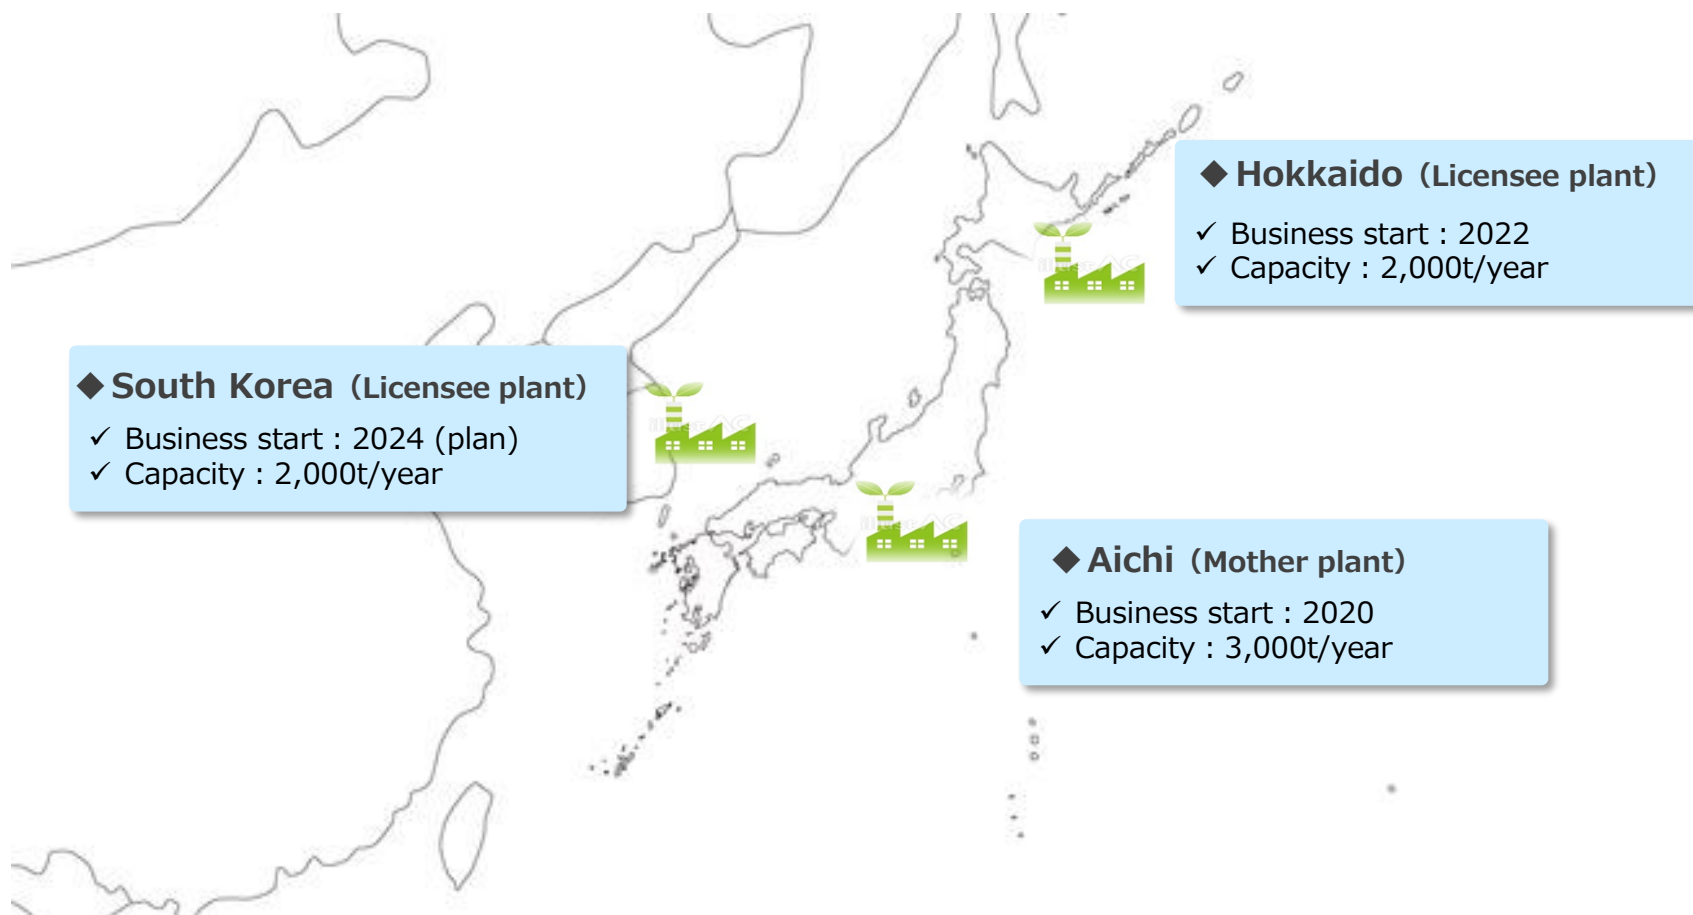 ◆ Hokkaido（Licensee plant）
✓ Business start : 2022
✓ Capacity : 2,000t/year
◆ South Korea（Licensee plant）
✓ Business start : 2024 (plan)
✓ Capacity : 2,000t/year
◆ Aichi（Mother plant）
✓ Business start : 2020
✓ Capacity : 3,000t/year